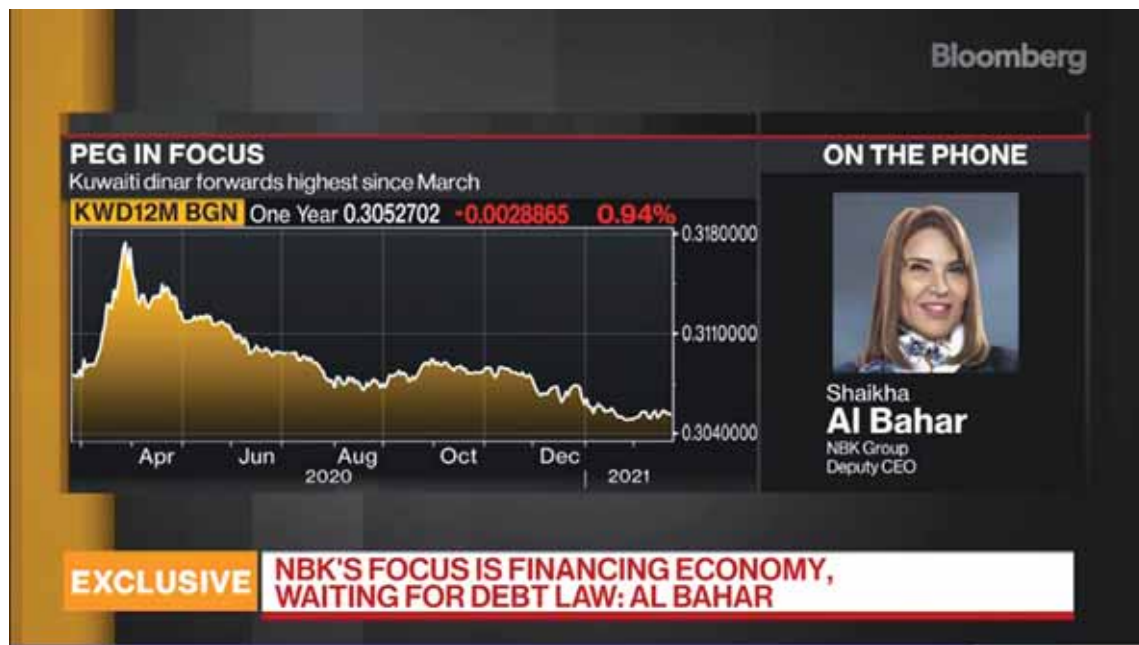 Bloomberg
PEG IN FOCUS
Kuwaiti dinar forwards highest since March
KWD12M BGN One Year 0.3052702 -0.0028865 0.94%
0.3180000
0.3110000
0.3040000
Apr Jun Aug Oct Dec
2020 2021
ON THE PHONE
Shaikha
Al Bahar
NBK Group
Deputy CEO
EXCLUSIVE
NBK'S FOCUS IS FINANCING ECONOMY,
WAITING FOR DEBT LAW: AL BAHAR